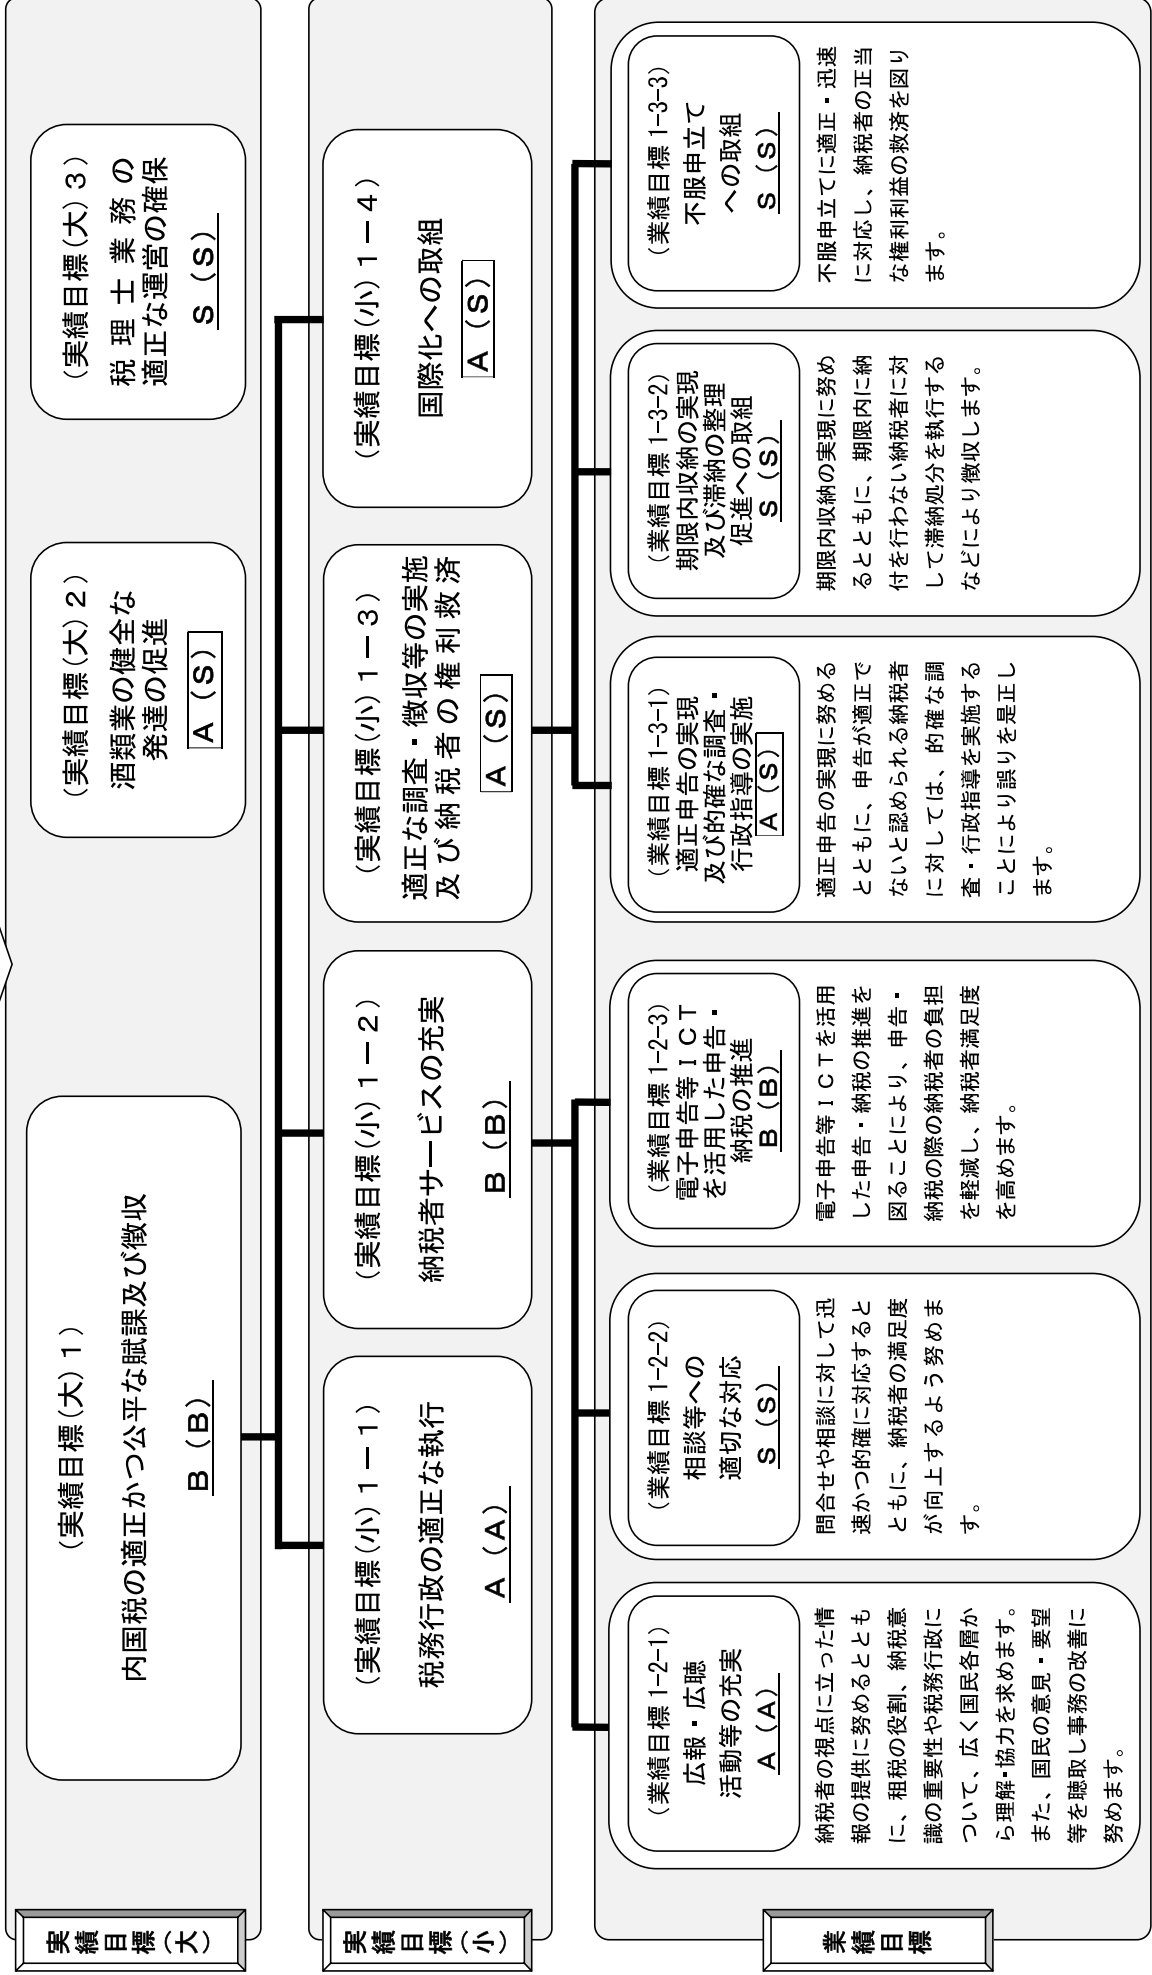 実績目標(大)
（実績目標(大)１）
内国税の適正かつ公平な賦課及び徴収
Ｂ（Ｂ）
（実績目標(大)２）
酒類業の健全な
発達の促進
Ａ（Ｓ）
（実績目標(大)３）
税理士業務の
適正な運営の確保
Ｓ（Ｓ）
実績目標(小)
（実績目標(小)１－１）
税務行政の適正な執行
Ａ（Ａ）
（実績目標(小)１－２）
納税者サービスの充実
Ｂ（Ｂ）
（実績目標(小)１－３）
適正な調査・徴収等の実施
及び納税者の権利救済
Ａ（Ｓ）
（実績目標(小)１－４）
国際化への取組
Ａ（Ｓ）
業績目標
（業績目標 1-2-1）
広報・広聴
活動等の充実
Ａ（Ａ）
納税者の視点に立った情
報の提供に努めるととも
に、租税の役割、納税意
識の重要性や税務行政に
ついて、広く国民各層か
ら理解・協力を求めます。
また、国民の意見・要望
等を聴取し事務の改善に
努めます。
（業績目標 1-2-2）
相談等への
適切な対応
Ｓ（Ｓ）
問合せや相談に対して迅
速かつ的確に対応すると
ともに、納税者の満足度
が向上するよう努めま
す。
（業績目標 1-2-3）
電子申告等ＩＣＴ
を活用した申告・
納税の推進
Ｂ（Ｂ）
電子申告等ＩＣＴを活用
した申告・納税の推進を
図ることにより、申告・
納税の際の納税者の負担
を軽減し、納税者満足度
を高めます。
（業績目標 1-3-1）
適正申告の実現
及び的確な調査・
行政指導の実施
Ａ（Ｓ）
適正申告の実現に努める
とともに、申告が適正で
ないと認められる納税者
に対しては、的確な調
査・行政指導を実施する
ことにより誤りを是正し
ます。
（業績目標 1-3-2）
期限内収納の実現
及び滞納の整理
促進への取組
Ｓ（Ｓ）
期限内収納の実現に努め
るとともに、期限内に納
付を行わない納税者に対
して滞納処分を執行する
などにより徴収します。
（業績目標 1-3-3）
不服申立て
への取組
Ｓ（Ｓ）
不服申立てに適正・迅速
に対応し、納税者の正当
な権利利益の救済を図り
ます。